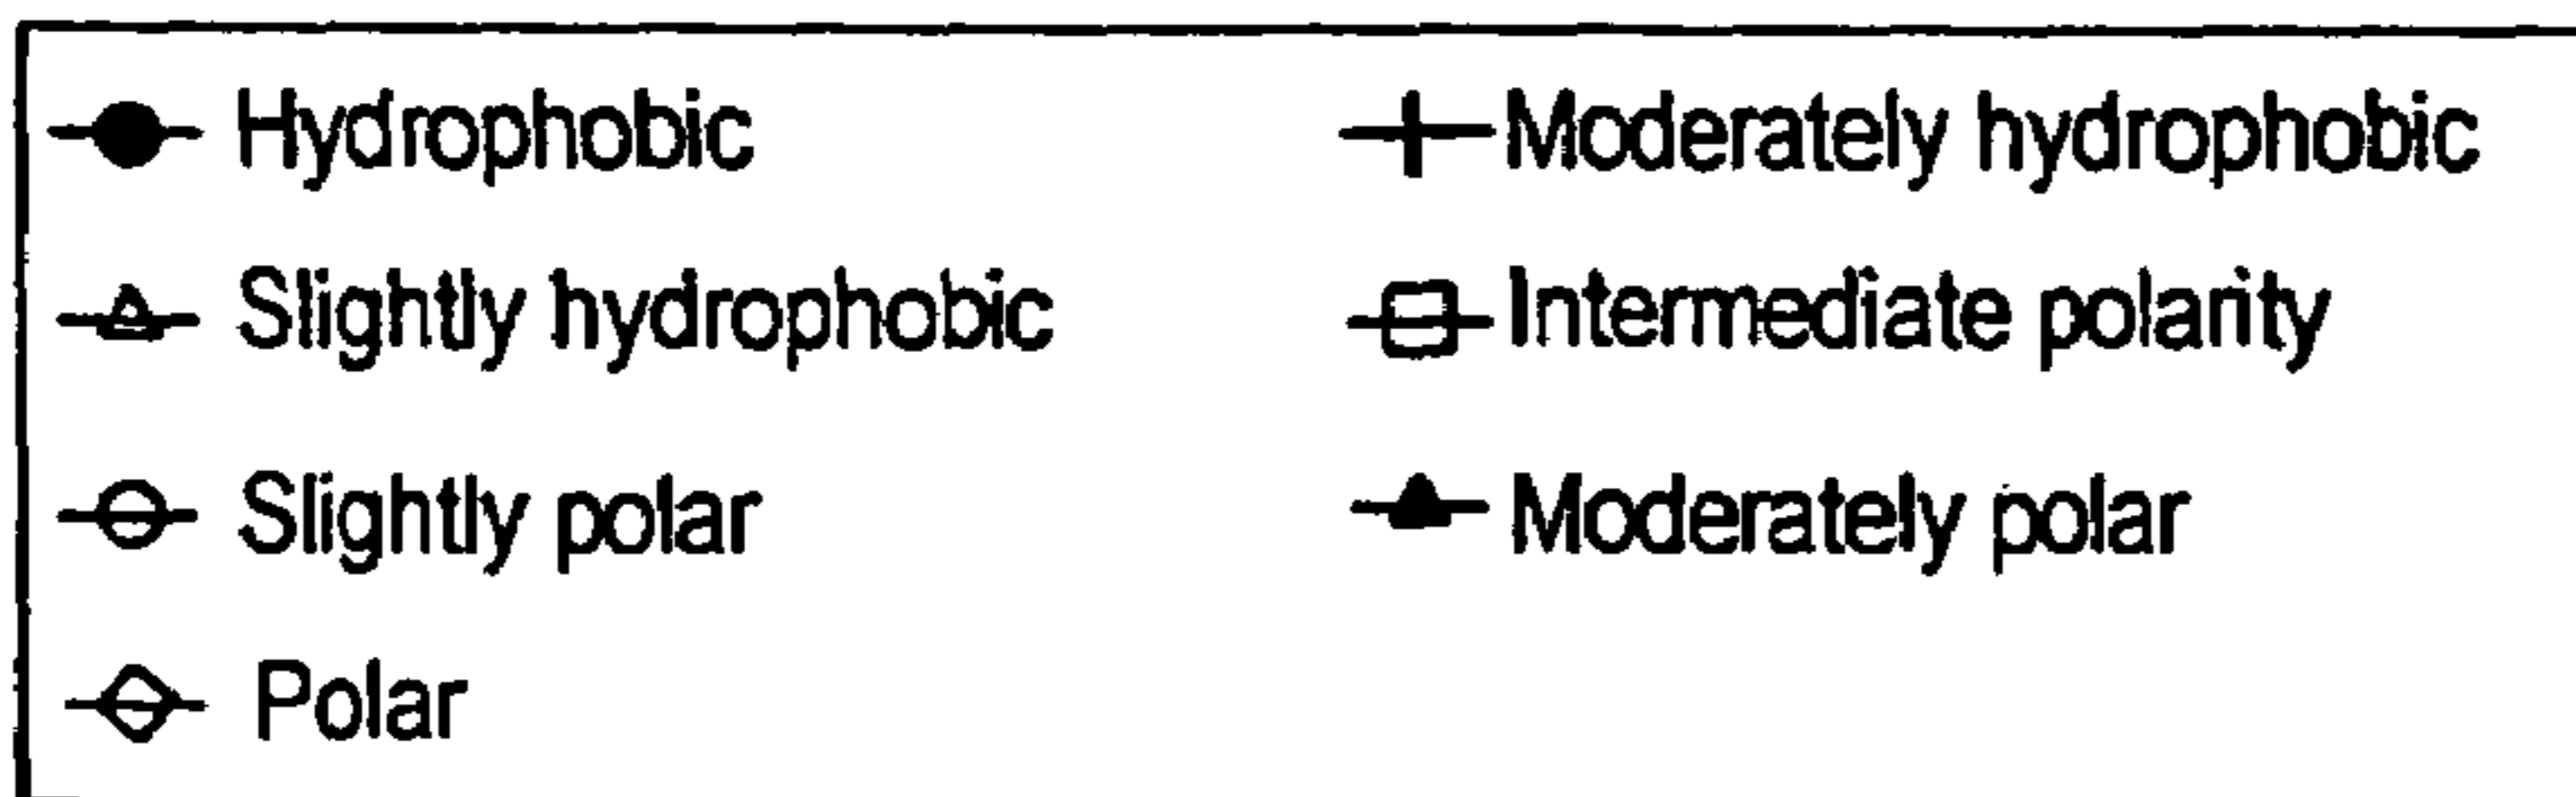 Hydrophobic
Moderately hydrophobic
Slightly hydrophobic
Intermediate polarity
Slightly polar
Moderately polar
Polar